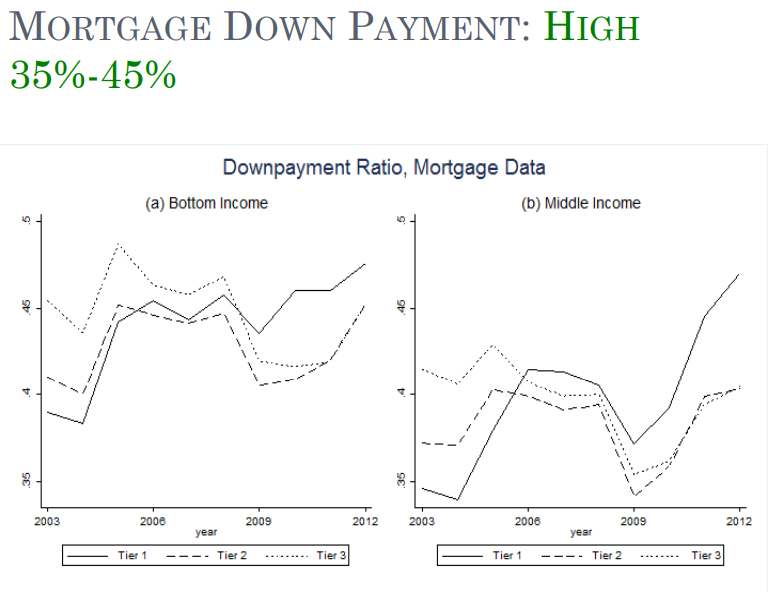 MORTGAGE DOWN PAYMENT: HIGH
35%-45%
Downpayment Ratio, Mortgage Data
(a) Bottom Income
.5
.45
.4
.35
2003 2006 2009 2012
year
Tier 1 Tier 2 Tier 3
(b) Middle Income
.5
.45
.4
.35
2003 2006 2009 2012
year
Tier 1 Tier 2 Tier 3